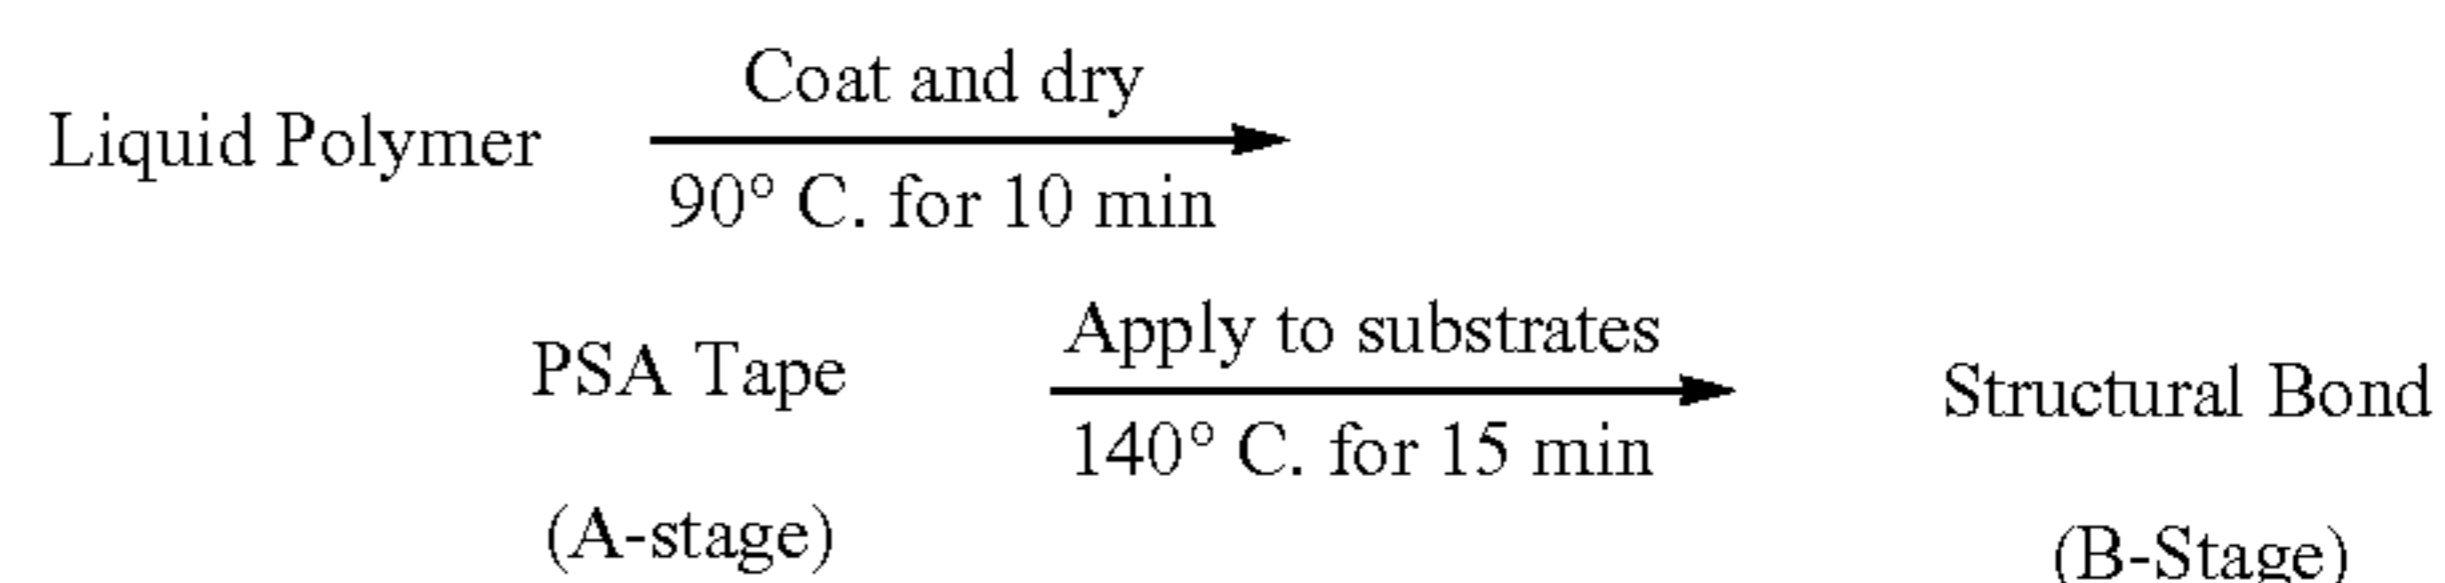 Coat and dry
Liquid Polymer
90° C. for 10 min
Apply to substrates
PSA Tape
Structural Bond
140° C. for 15 min
(A-stage)
(B-Stage)